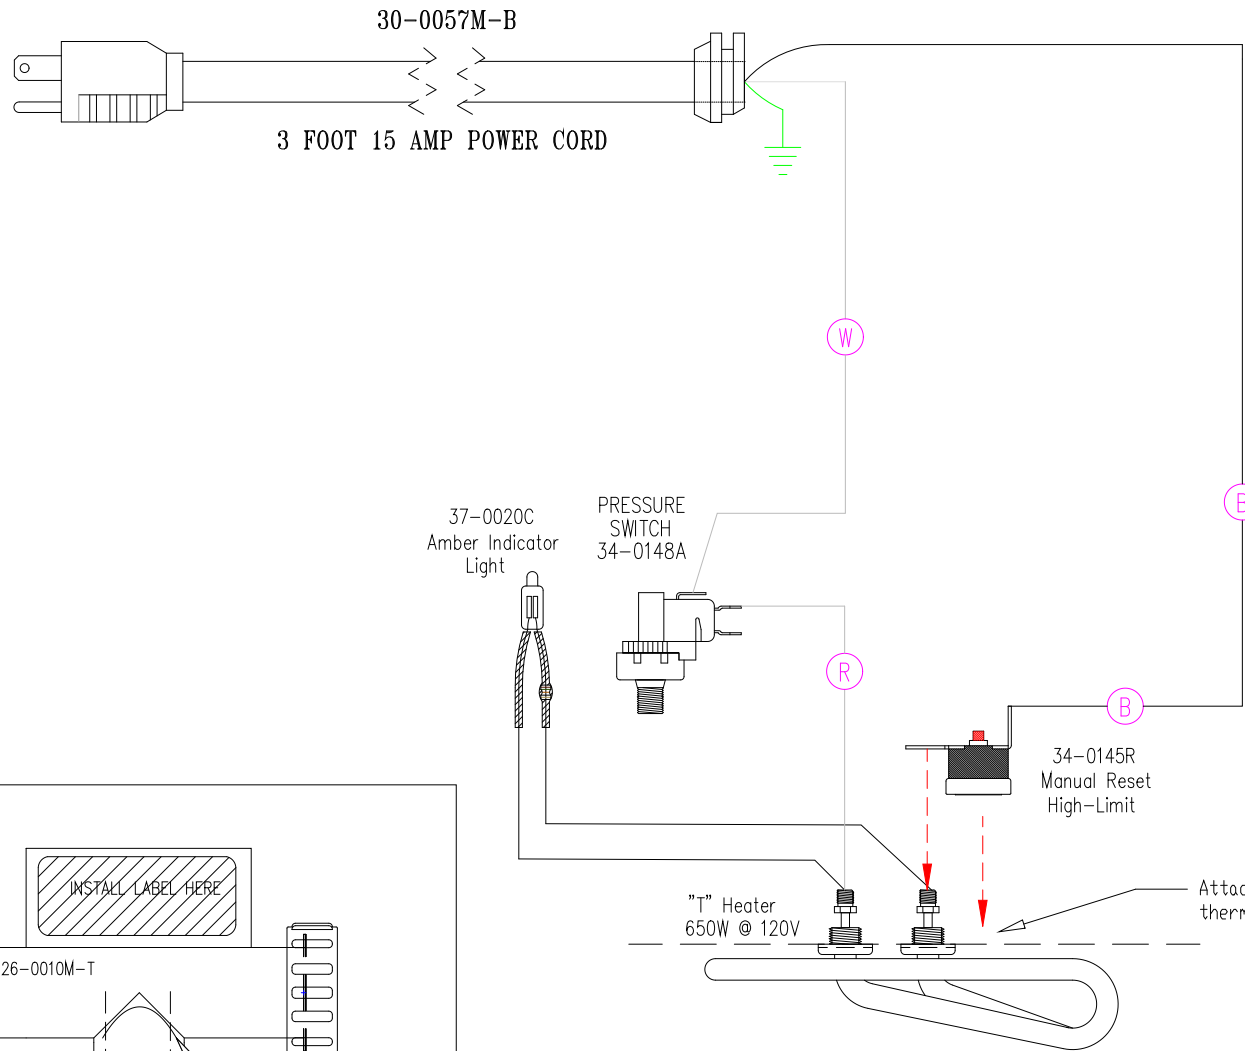 30-0057M-B
3 FOOT 15 AMP POWER CORD
W
B
37-0020C
Amber Indicator
Light
PRESSURE
SWITCH
34-0148A
R
B
34-0145R
Manual Reset
High-Limit
"T" Heater
650W @ 120V
INSTALL LABEL HERE
26-0010M-T